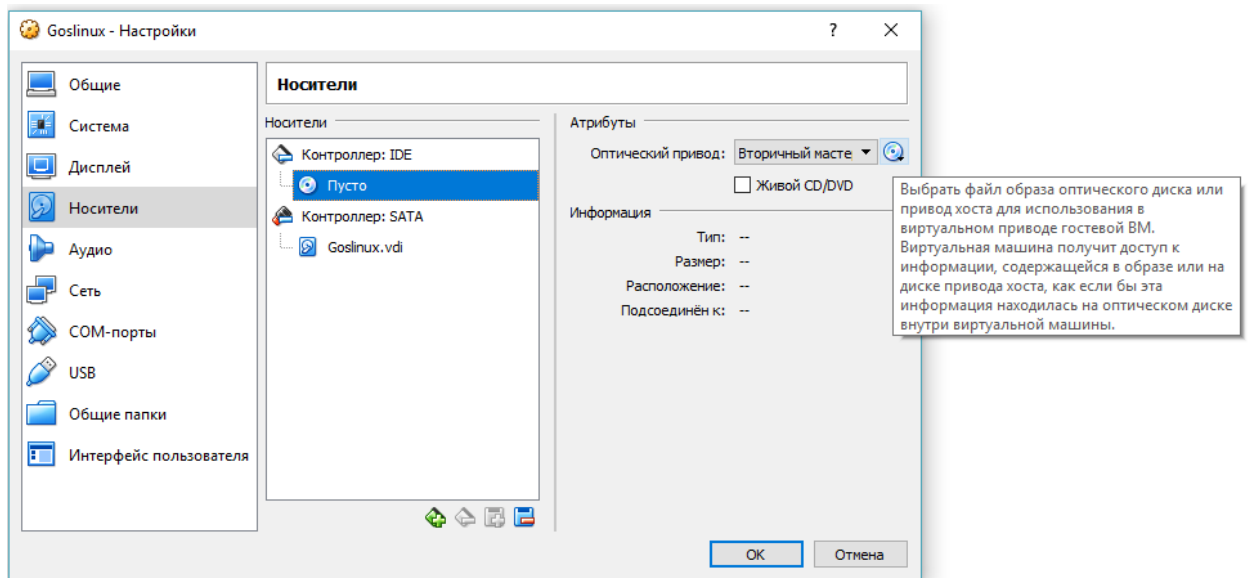 Goslinux - Настройки
?
Общие
Система
Дисплей
Носители
Аудио
Сеть
COM-порты
USB
Общие папки
Интерфейс пользователя
Носители
Носители
Контроллер: IDE
Пусто
Контроллер: SATA
Goslinux.vdi
Атрибуты
Оптический привод: Вторичный масте
Живой CD/DVD
Информация
Тип: --
Размер: --
Расположение: --
Подсоединён к: --
Выбрать файл образа оптического диска или
привод хоста для использования в
виртуальном приводе гостевой ВМ.
Виртуальная машина получит доступ к
информации, содержащейся в образе или на
диске привода хоста, как если бы эта
информация находилась на оптическом диске
внутри виртуальной машины.
OK
Отмена